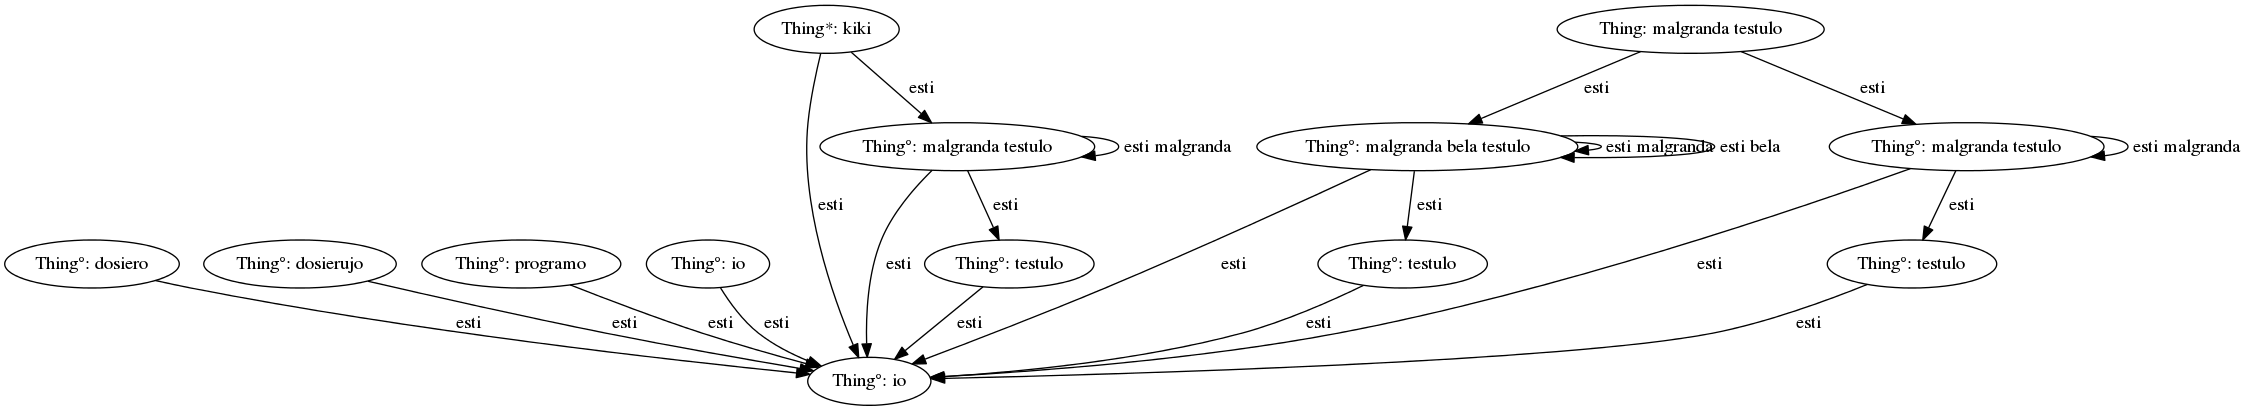 Thing*: kiki
Thing: malgranda testulo
esti
esti
esti
Thing°: malgranda testulo
esti malgranda
Thing°: malgranda bela testulo
esti malgranda
esti bela
Thing°: malgranda testulo
esti malgranda
esti
esti
esti
esti
Thing°: dosiero
Thing°: dosierujo
Thing°: programo
Thing°: io
esti
Thing°: testulo
esti
Thing°: testulo
esti
Thing°: testulo
esti
esti
esti
esti
esti
esti
esti
Thing°: io